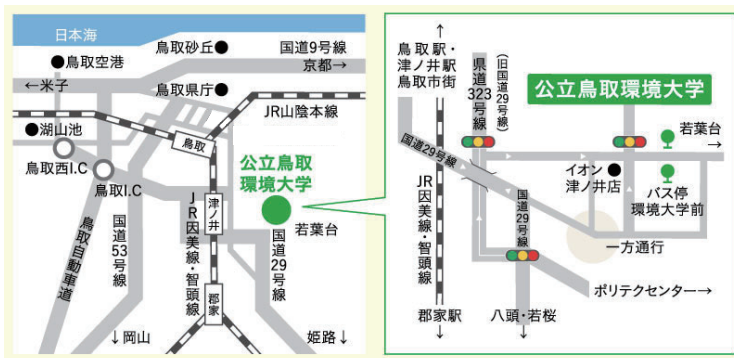 日本海
鳥取砂丘
国道9号線
鳥取空港
京都→
←米子
鳥取県庁
JR山陰本線
湖山池
鳥取
鳥取西I.C
公立鳥取
環境大学
鳥取I.C
津ノ井
若葉台
鳥取自動車道
国道53号線
JR因美線・智頭線
国道29号線
郡家
↓岡山
姫路↓
↑
鳥取駅・
津ノ井駅
鳥取市街
県道323号線
(旧国道29号線)
公立鳥取環境大学
若葉台
→
国道29号線
イオン
津ノ井店
バス停
環境大学前
JR因美線・智頭線
国道29号線
一方通行
ポリテクセンター→
↓
郡家駅
↓
八頭・若桜